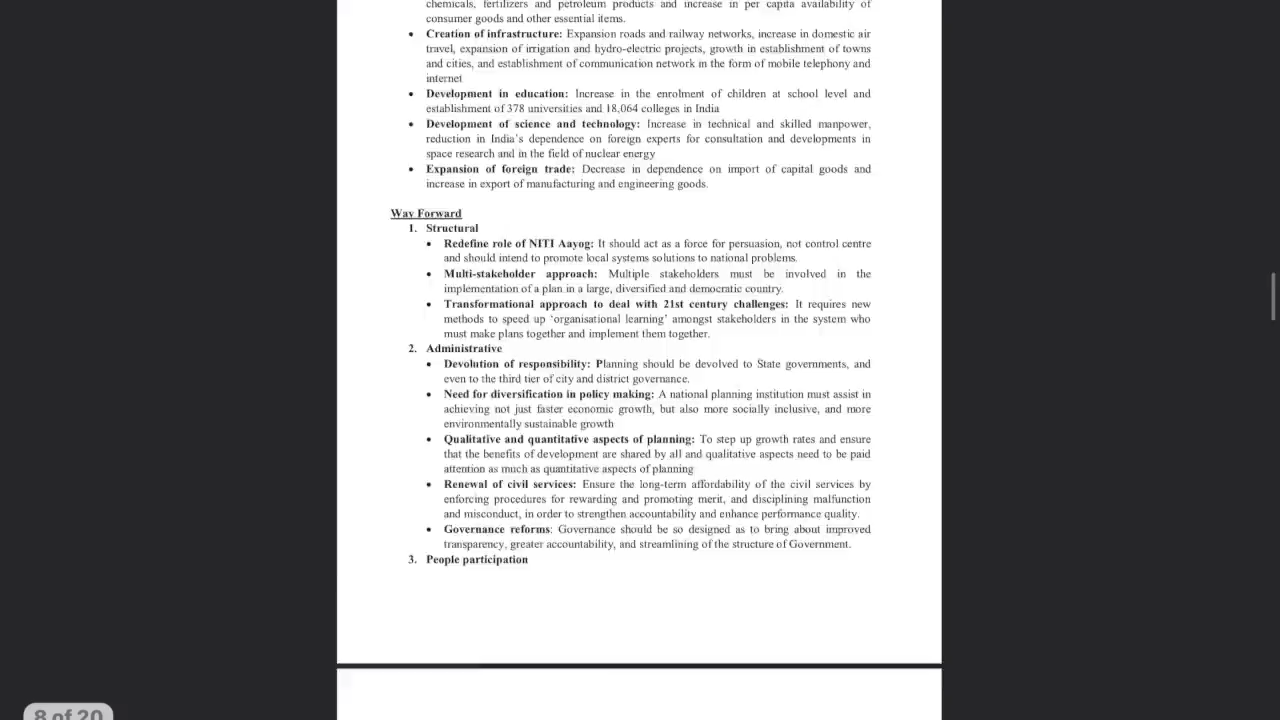 chemicals, fertilizers and petroleum products and increase in per capita availability of
consumer goods and other essential items.
• Creation of infrastructure: Expansion roads and railway networks, increase in domestic air
travel, expansion of irrigation and hydro-electric projects, growth in establishment of towns
and cities, and establishment of communication network in the form of mobile telephony and
internet
• Development in education: Increase in the enrolment of children at school level and
establishment of 378 universities and 18,064 colleges in India
• Development of science and technology: Increase in technical and skilled manpower,
reduction in India's dependence on foreign experts for consultation and developments in
space research and in the field of nuclear energy
• Expansion of foreign trade: Decrease in dependence on import of capital goods and
increase in export of manufacturing and engineering goods.
Way Forward
1. Structural
• Redefine role of NITI Aayog: It should act as a force for persuasion, not control centre
and should intend to promote local systems solutions to national problems.
• Multi-stakeholder approach: Multiple stakeholders must be involved in the
implementation of a plan in a large, diversified and democratic country.
• Transformational approach to deal with 21st century challenges: It requires new
methods to speed up 'organisational learning' amongst stakeholders in the system who
must make plans together and implement them together.
2. Administrative
• Devolution of responsibility: Planning should be devolved to State governments, and
even to the third tier of city and district governance.
• Need for diversification in policy making: A national planning institution must assist in
achieving not just faster economic growth, but also more socially inclusive, and more
environmentally sustainable growth
• Qualitative and quantitative aspects of planning: To step up growth rates and ensure
that the benefits of development are shared by all and qualitative aspects need to be paid
attention as much as quantitative aspects of planning
• Renewal of civil services: Ensure the long-term affordability of the civil services by
enforcing procedures for rewarding and promoting merit, and disciplining malfunction
and misconduct, in order to strengthen accountability and enhance performance quality.
• Governance reforms: Governance should be so designed as to bring about improved
transparency, greater accountability, and streamlining of the structure of Government.
3. People participation
8 of 20